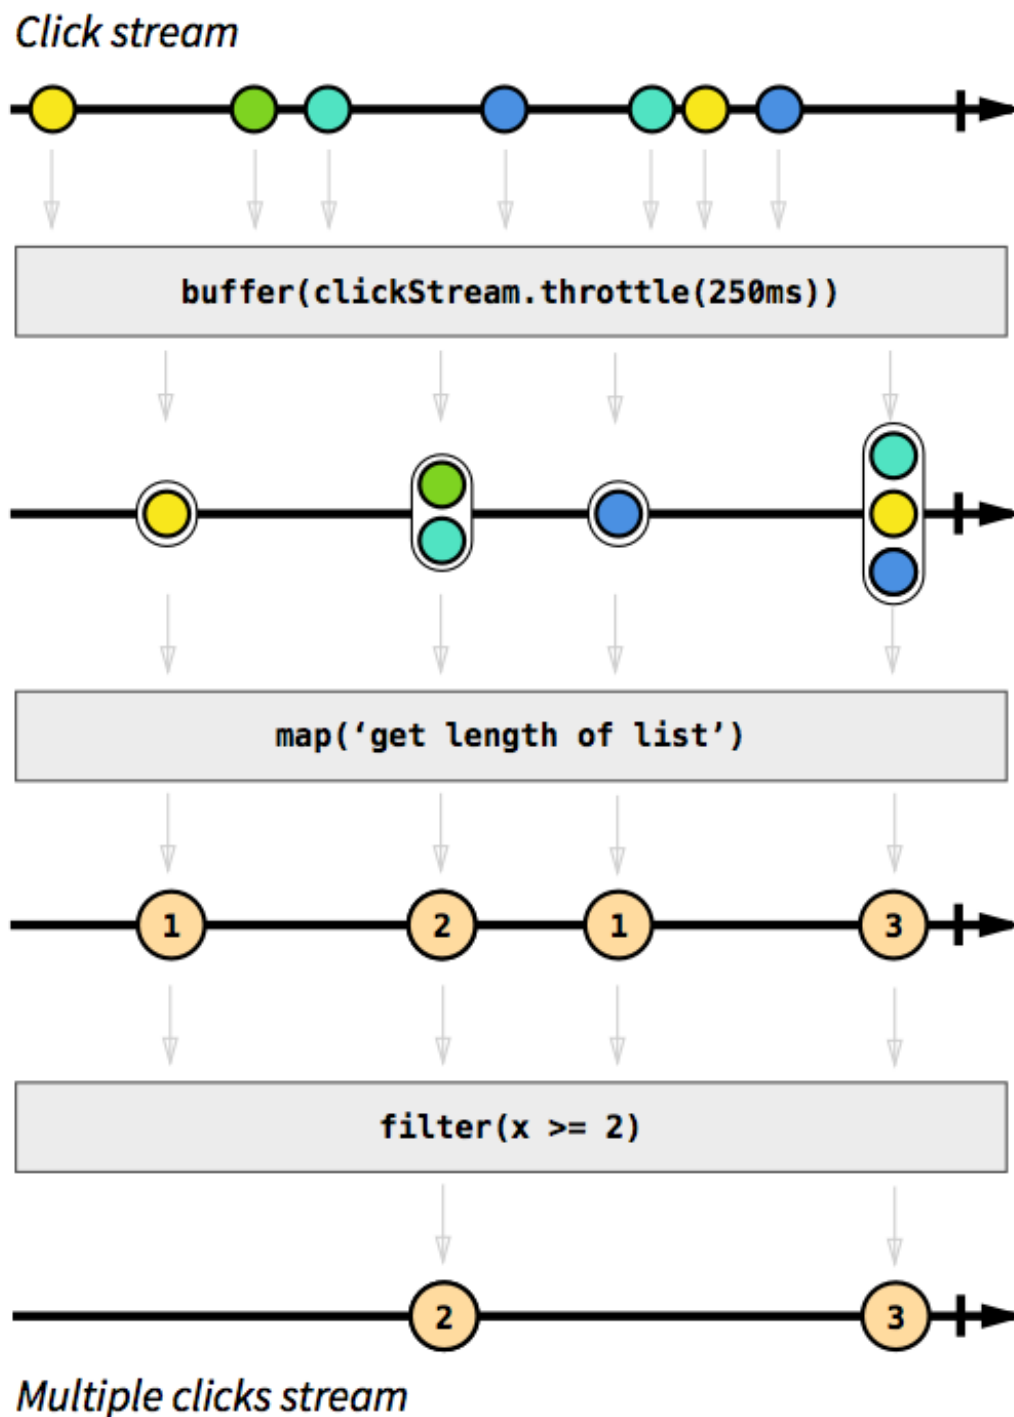 Click stream
buffer(clickStream.throttle(250ms))
map(‘get length of list’)
1 2 1 3
filter(x >= 2)
2 3
Multiple clicks stream